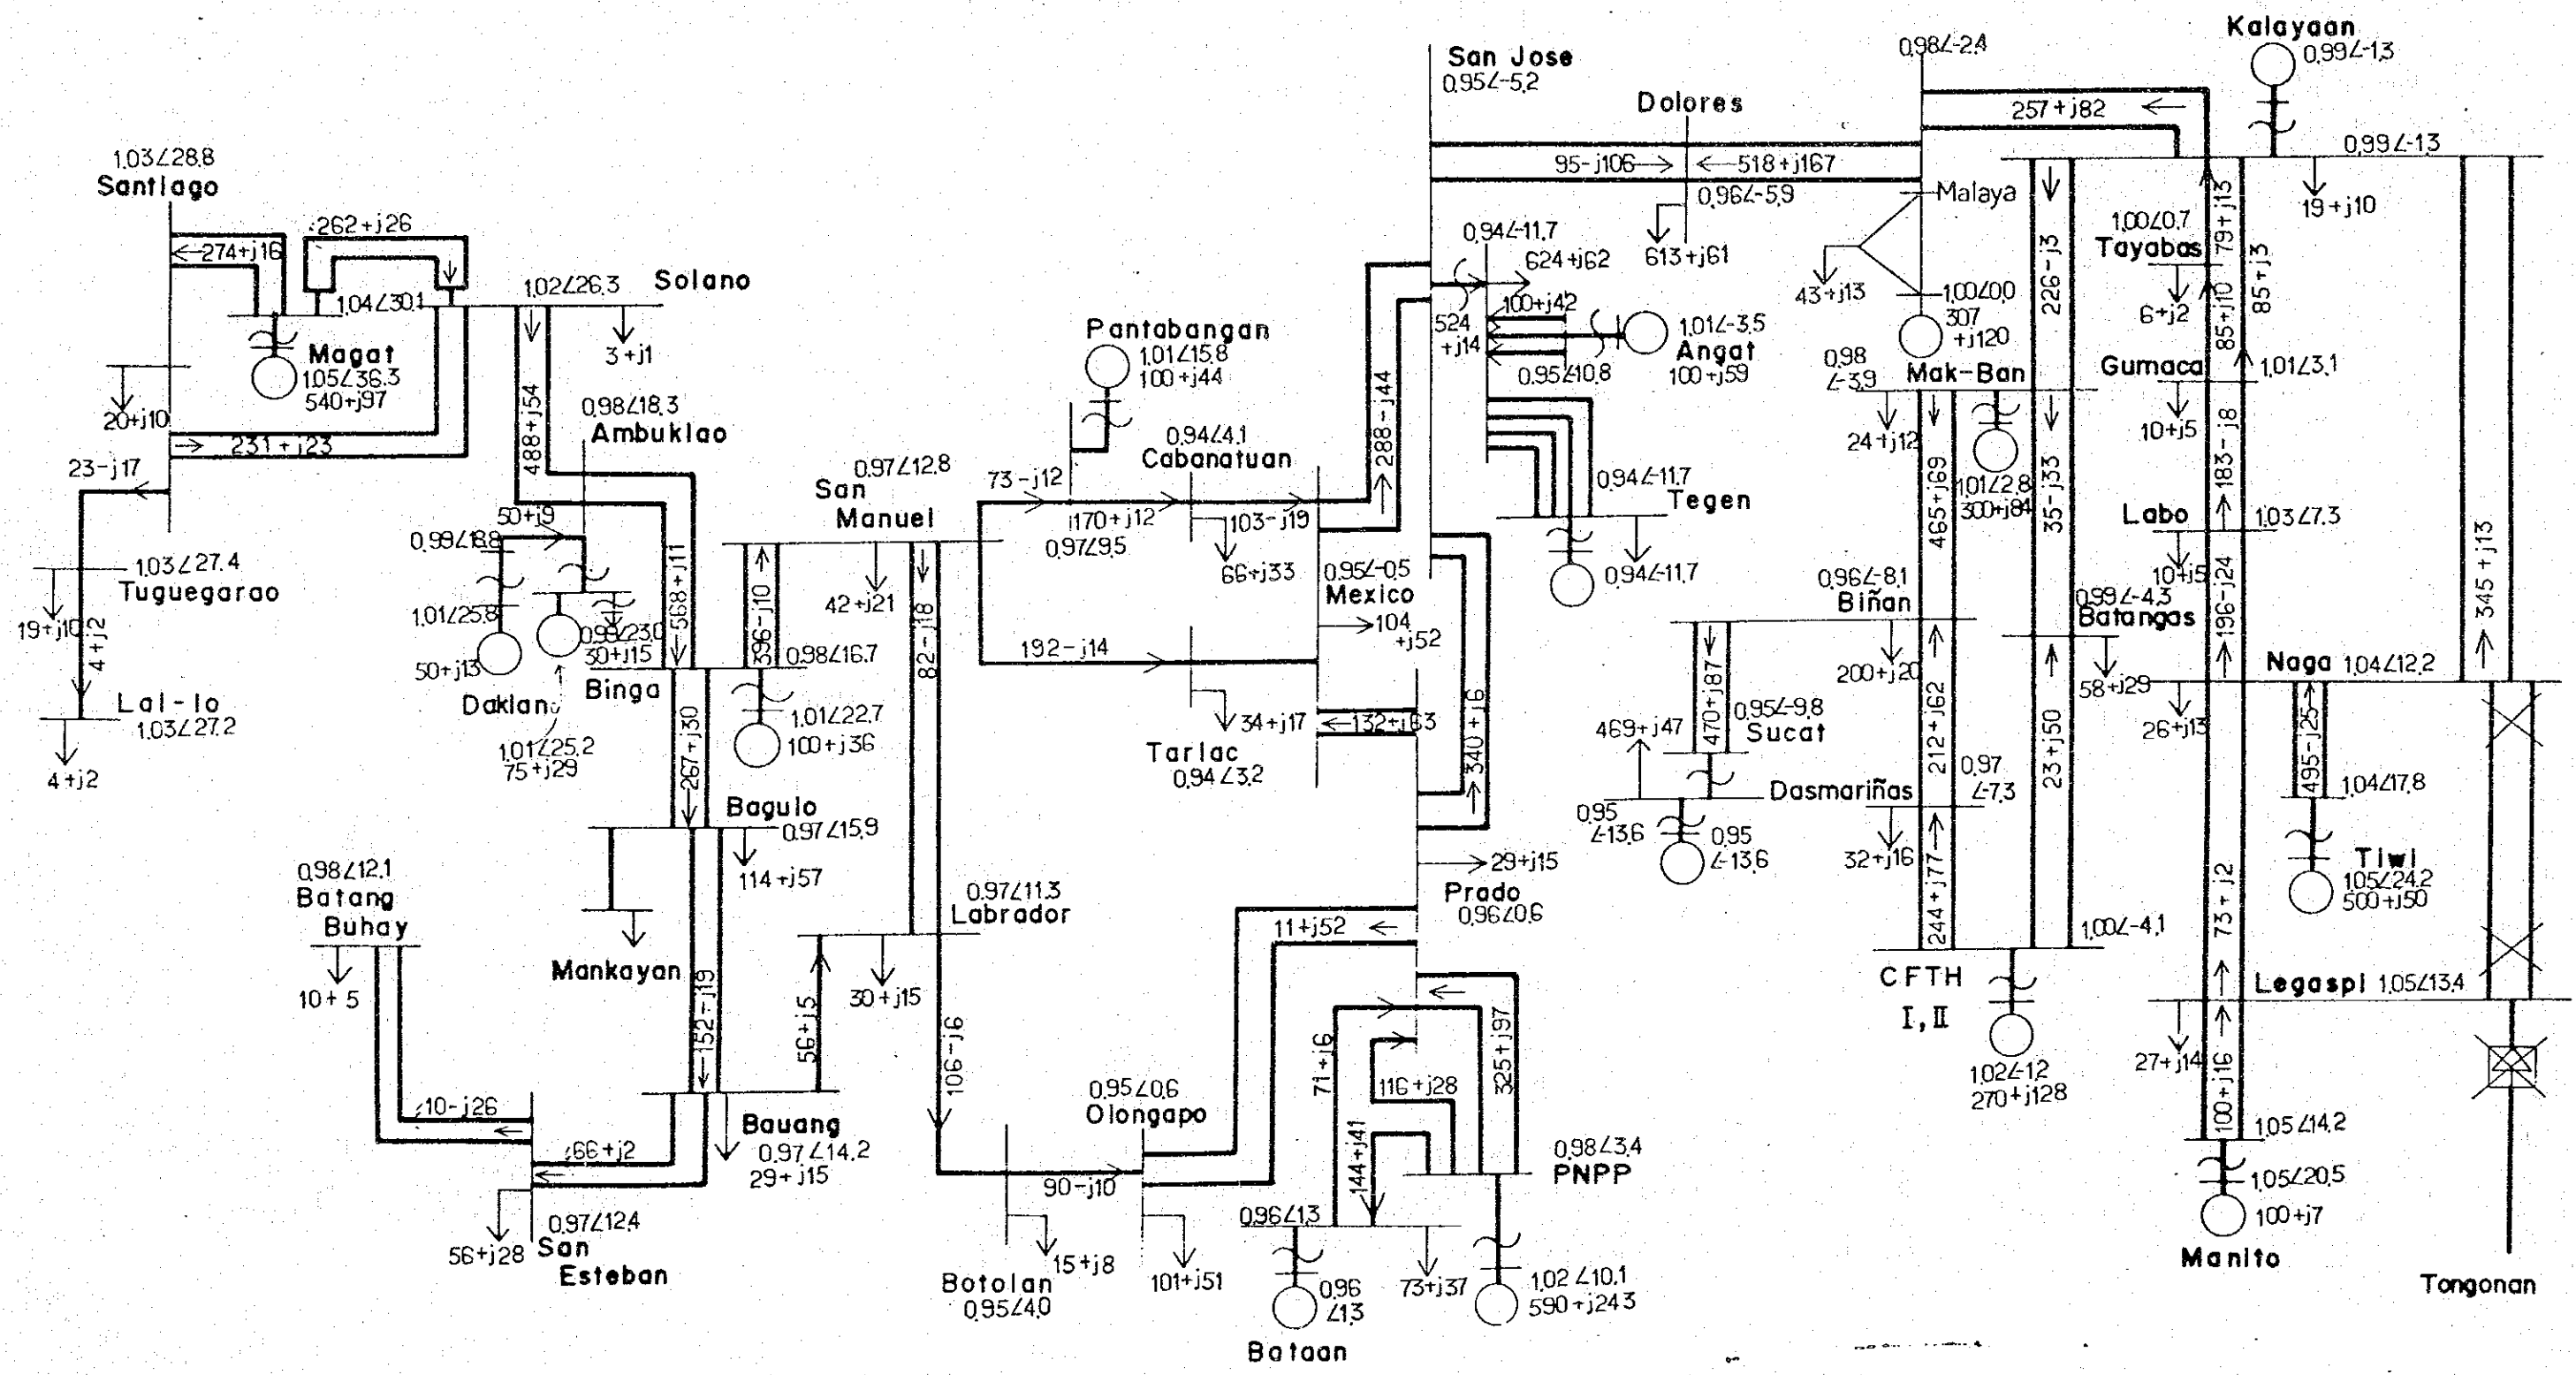 1.03∠28.8
Santiago
274+j16
262+j26
1.04∠30.1
Magat
1.05∠36.3
540+j97
20+j10
231+j23
23-j17
1.03∠27.4
Tuguegarao
19+j10
4+j2
Lal-lo
1.03∠27.2
4+j2
1.02∠26.3
Solano
3+j1
488+j54
0.98∠18.3
Ambuklao
50+j9
0.99∠18.8
1.01∠25.8
50+j13
Daklan
0.99∠23.0
30+j15
1.01∠25.2
75+j29
568+j11
Binga
0.98∠16.7
396-j10
1.01∠22.7
100+j36
267+j30
Baguio
0.97∠15.9
114+j57
Mankayan
152-j19
0.98∠12.1
Batang
Buhay
10+5
10-j26
66+j2
56+j28
0.97∠12.4
San
Esteban
Bauang
0.97∠14.2
29+j15
56+j5
0.97∠12.8
San
Manuel
42+j21
82-j18
0.97∠11.3
Labrador
30+j15
106-j6
Botolan
0.95∠4.0
15+j8
90-j10
0.95∠0.6
Olongapo
101+j51
73-j12
Pantabangan
1.01∠15.8
100+j44
170+j12
0.97∠9.5
0.94∠4.1
Cabanatuan
103-j19
66+j33
192-j14
34+j17
Tarlac
0.94∠3.2
0.95∠-0.5
Mexico
104
+j52
132+j63
288-j44
340+j6
29+j15
Prado
0.96∠0.6
11+j52
71+j6
116+j28
325+j97
144+j41
0.98∠3.4
PNPP
1.02∠10.1
590+j243
0.96∠1.3
73+j37
0.96
∠1.3
Bataan
San Jose
0.95∠-5.2
95-j106
Dolores
518+j167
0.96∠-5.9
613+j61
0.94∠-11.7
624+j62
524
+j14
100+j42
1.01∠-3.5
Angat
100+j59
0.95∠10.8
0.94∠-11.7
Tegen
0.94∠-11.7
0.98∠-2.4
257+j82
Malaya
43+j13
1.00∠0.0
307
+j120
0.98
∠-3.9
Mak-Ban
24+j12
1.01∠2.8
300+j84
465+j69
0.96∠-8.1
Biñan
200+j20
470+j87
0.95∠-9.8
Sucat
469+j47
0.95
∠-13.6
0.95
∠-13.6
212+j62
Dasmariñas
0.97
∠-7.3
32+j16
244+j77
CFTH
I, II
1.00∠-4.1
1.02∠-1.2
270+j128
226-j3
35-j33
0.99∠-4.3
Batangas
58+j29
23+j50
Kalayaan
0.99∠-1.3
0.99∠-1.3
19+j10
79+j13
1.00∠0.7
Tayabas
6+j2
85+j10
85+j3
Gumaca
1.01∠3.1
10+j5
183-j8
Labo
1.03∠7.3
10+j5
196-j24
345+j13
Naga 1.04∠12.2
26+j13
495-j25
1.04∠17.8
Tiwi
1.05∠24.2
500+j50
73+j2
Legaspi 1.05∠13.4
27+j14
100+j16
1.05∠14.2
1.05∠20.5
100+j7
Manito
Tongonan